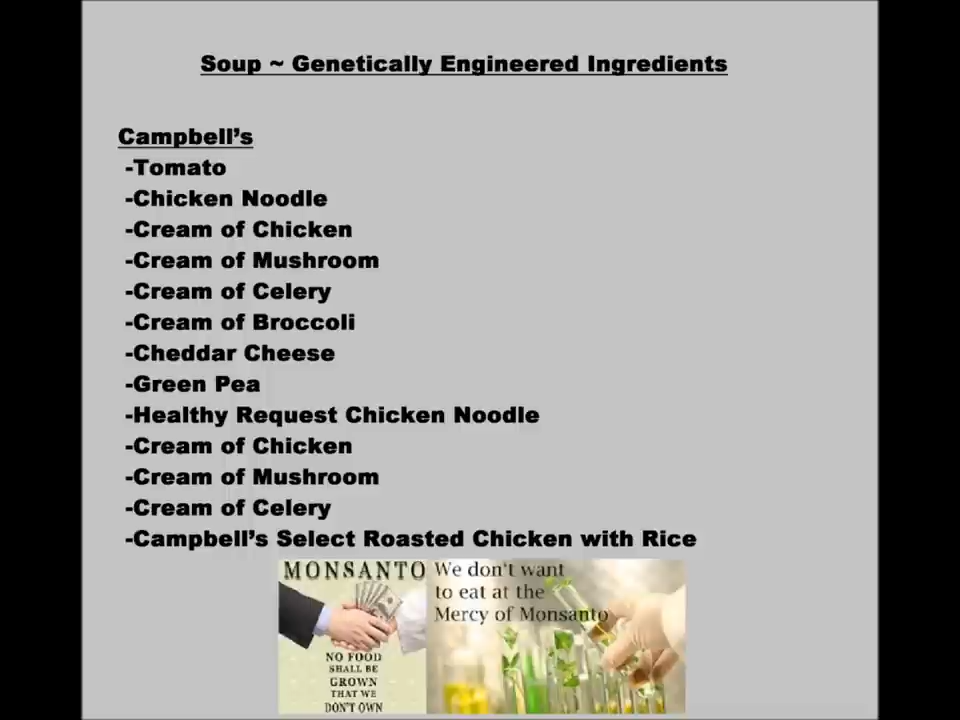 Soup ~ Genetically Engineered Ingredients
Campbell's
-Tomato
-Chicken Noodle
-Cream of Chicken
-Cream of Mushroom
-Cream of Celery
-Cream of Broccoli
-Cheddar Cheese
-Green Pea
-Healthy Request Chicken Noodle
-Cream of Chicken
-Cream of Mushroom
-Cream of Celery
-Campbell's Select Roasted Chicken with Rice
MONSANTO
NO FOOD
SHALL BE
GROWN
THAT WE
DON'T OWN
We don't want
to eat at the
Mercy of Monsanto